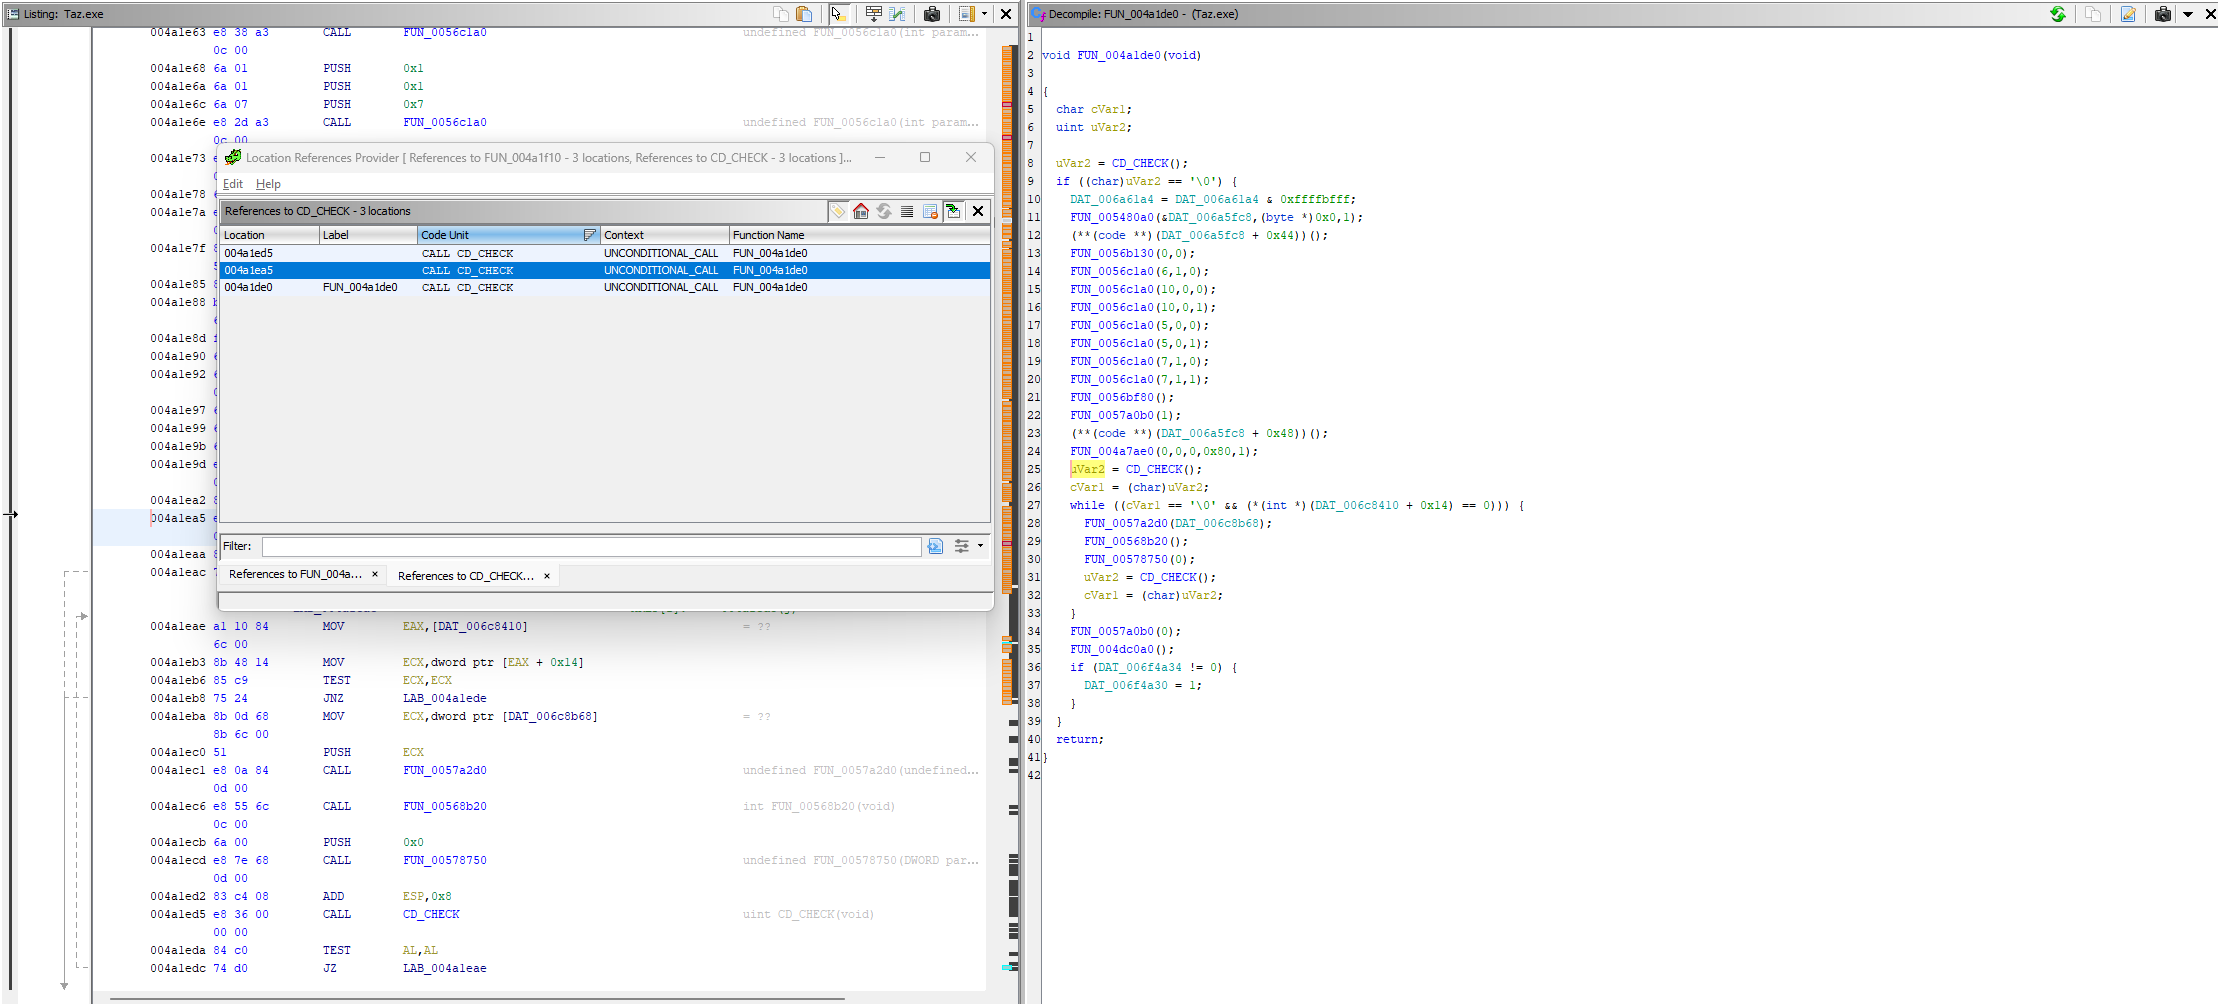 Listing: Taz.exe
004a1e63 e8 38 a3 CALL FUN_0056c1a0 undefined FUN_0056c1a0(int param...
0c 00
004a1e68 6a 01 PUSH 0x1
004a1e6a 6a 01 PUSH 0x1
004a1e6c 6a 07 PUSH 0x7
004a1e6e e8 2d a3 CALL FUN_0056c1a0 undefined FUN_0056c1a0(int param...
0c 00
004a1e73 e
004a1e78
004a1e7a e
004a1e7f
004a1e85
004a1e88 b
004a1e8d f
004a1e90
004a1e92
004a1e97
004a1e99
004a1e9b
004a1e9d e
004a1ea2
004a1ea5 e
004a1eaa
004a1eac
Location References Provider [ References to FUN_004a1f10 - 3 locations, References to CD_CHECK - 3 locations ]...
Edit Help
References to CD_CHECK - 3 locations
Location Label Code Unit Context Function Name
004a1ed5 CALL CD_CHECK UNCONDITIONAL_CALL FUN_004a1de0
004a1ea5 CALL CD_CHECK UNCONDITIONAL_CALL FUN_004a1de0
004a1de0 FUN_004a1de0 CALL CD_CHECK UNCONDITIONAL_CALL FUN_004a1de0
Filter:
References to FUN_004a... × References to CD_CHECK... ×
004a1eae a1 10 84 MOV EAX,[DAT_006c8410] = ??
6c 00
004a1eb3 8b 48 14 MOV ECX,dword ptr [EAX + 0x14]
004a1eb6 85 c9 TEST ECX,ECX
004a1eb8 75 24 JNZ LAB_004a1ede
004a1eba 8b 0d 68 MOV ECX,dword ptr [DAT_006c8b68] = ??
8b 6c 00
004a1ec0 51 PUSH ECX
004a1ec1 e8 0a 84 CALL FUN_0057a2d0 undefined FUN_0057a2d0(undefined...
0d 00
004a1ec6 e8 55 6c CALL FUN_00568b20 int FUN_00568b20(void)
0c 00
004a1ecb 6a 00 PUSH 0x0
004a1ecd e8 7e 68 CALL FUN_00578750 undefined FUN_00578750(DWORD par...
0d 00
004a1ed2 83 c4 08 ADD ESP,0x8
004a1ed5 e8 36 00 CALL CD_CHECK uint CD_CHECK(void)
00 00
004a1eda 84 c0 TEST AL,AL
004a1edc 74 d0 JZ LAB_004a1eae
Decompile: FUN_004a1de0 - (Taz.exe)
1
2 void FUN_004a1de0(void)
3
4 {
5 char cVar1;
6 uint uVar2;
7
8 uVar2 = CD_CHECK();
9 if ((char)uVar2 == '\0') {
10 DAT_006a61a4 = DAT_006a61a4 & 0xffffbfff;
11 FUN_005480a0(&DAT_006a5fc8,(byte *)0x0,1);
12 (**(code **)(DAT_006a5fc8 + 0x44))();
13 FUN_0056b130(0,0);
14 FUN_0056c1a0(6,1,0);
15 FUN_0056c1a0(10,0,0);
16 FUN_0056c1a0(10,0,1);
17 FUN_0056c1a0(5,0,0);
18 FUN_0056c1a0(5,0,1);
19 FUN_0056c1a0(7,1,0);
20 FUN_0056c1a0(7,1,1);
21 FUN_0056bf80();
22 FUN_0057a0b0(1);
23 (**(code **)(DAT_006a5fc8 + 0x48))();
24 FUN_004a7ae0(0,0,0,0x80,1);
25 uVar2 = CD_CHECK();
26 cVar1 = (char)uVar2;
27 while ((cVar1 == '\0' && (*(int *)(DAT_006c8410 + 0x14) == 0))) {
28 FUN_0057a2d0(DAT_006c8b68);
29 FUN_00568b20();
30 FUN_00578750(0);
31 uVar2 = CD_CHECK();
32 cVar1 = (char)uVar2;
33 }
34 FUN_0057a0b0(0);
35 FUN_004dc0a0();
36 if (DAT_006f4a34 != 0) {
37 DAT_006f4a30 = 1;
38 }
39 }
40 return;
41 }
42